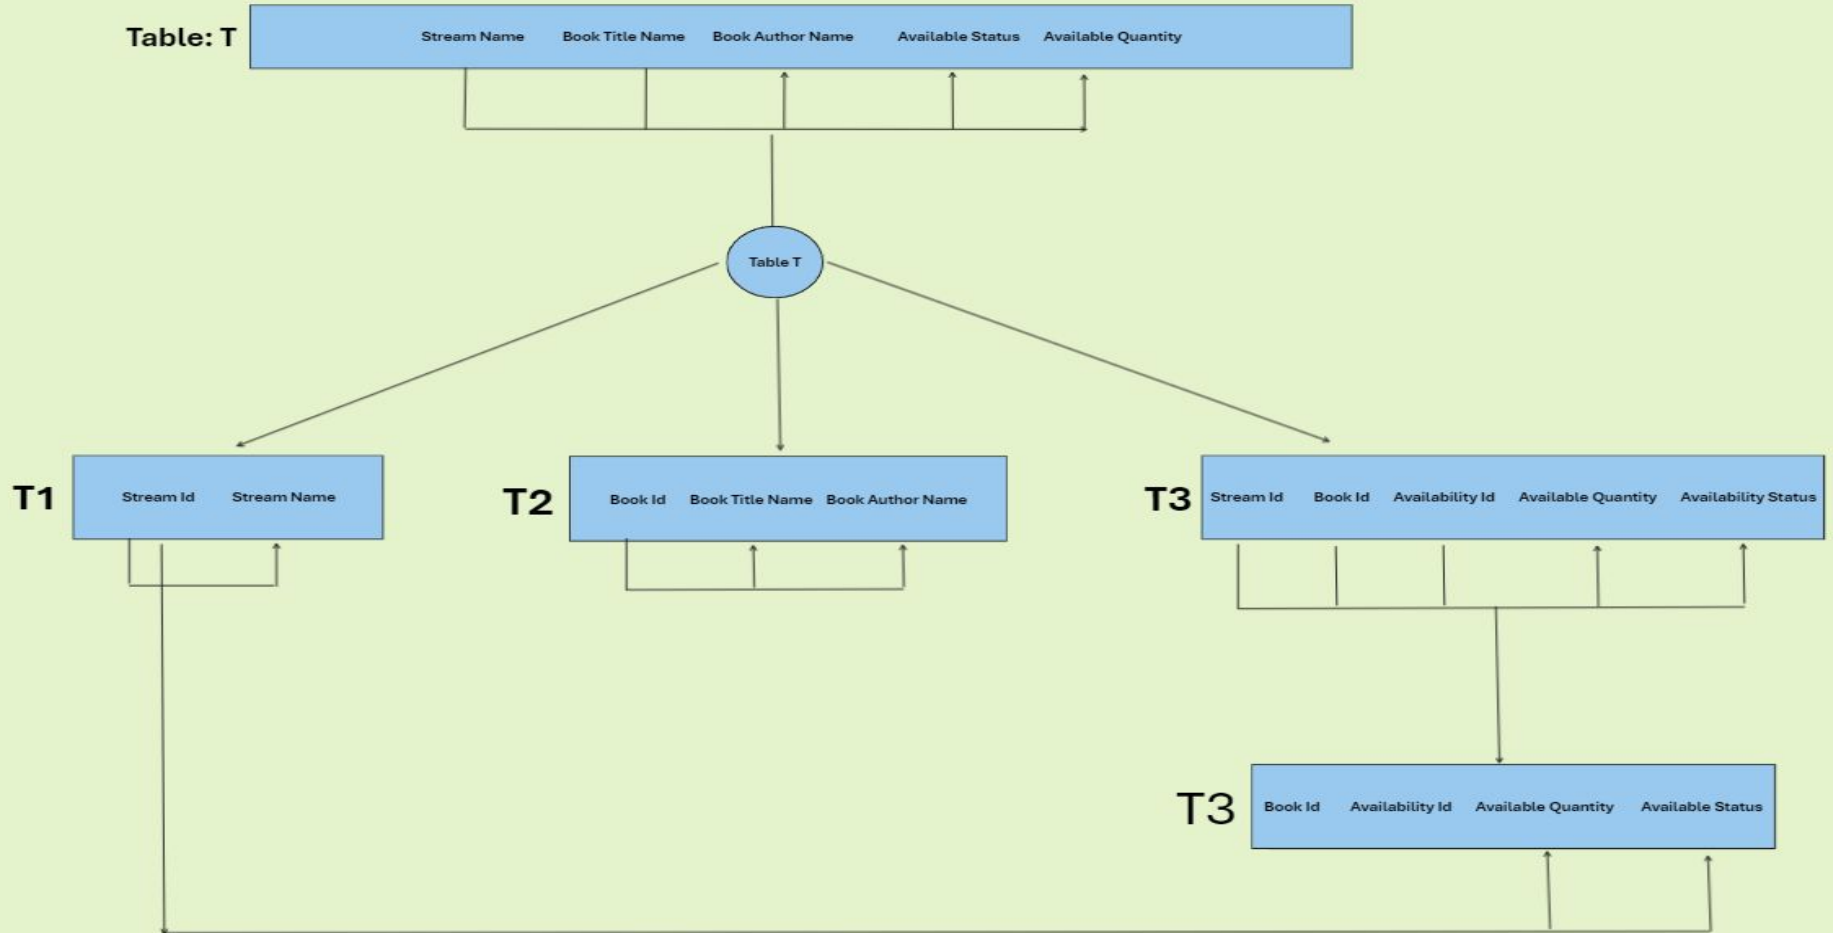 Table: T Stream Name Book Title Name Book Author Name Available Status Available Quantity
Table T
T1 Stream Id Stream Name
T2 Book Id Book Title Name Book Author Name
T3 Stream Id Book Id Availability Id Available Quantity Availability Status
T3 Book Id Availability Id Available Quantity Available Status